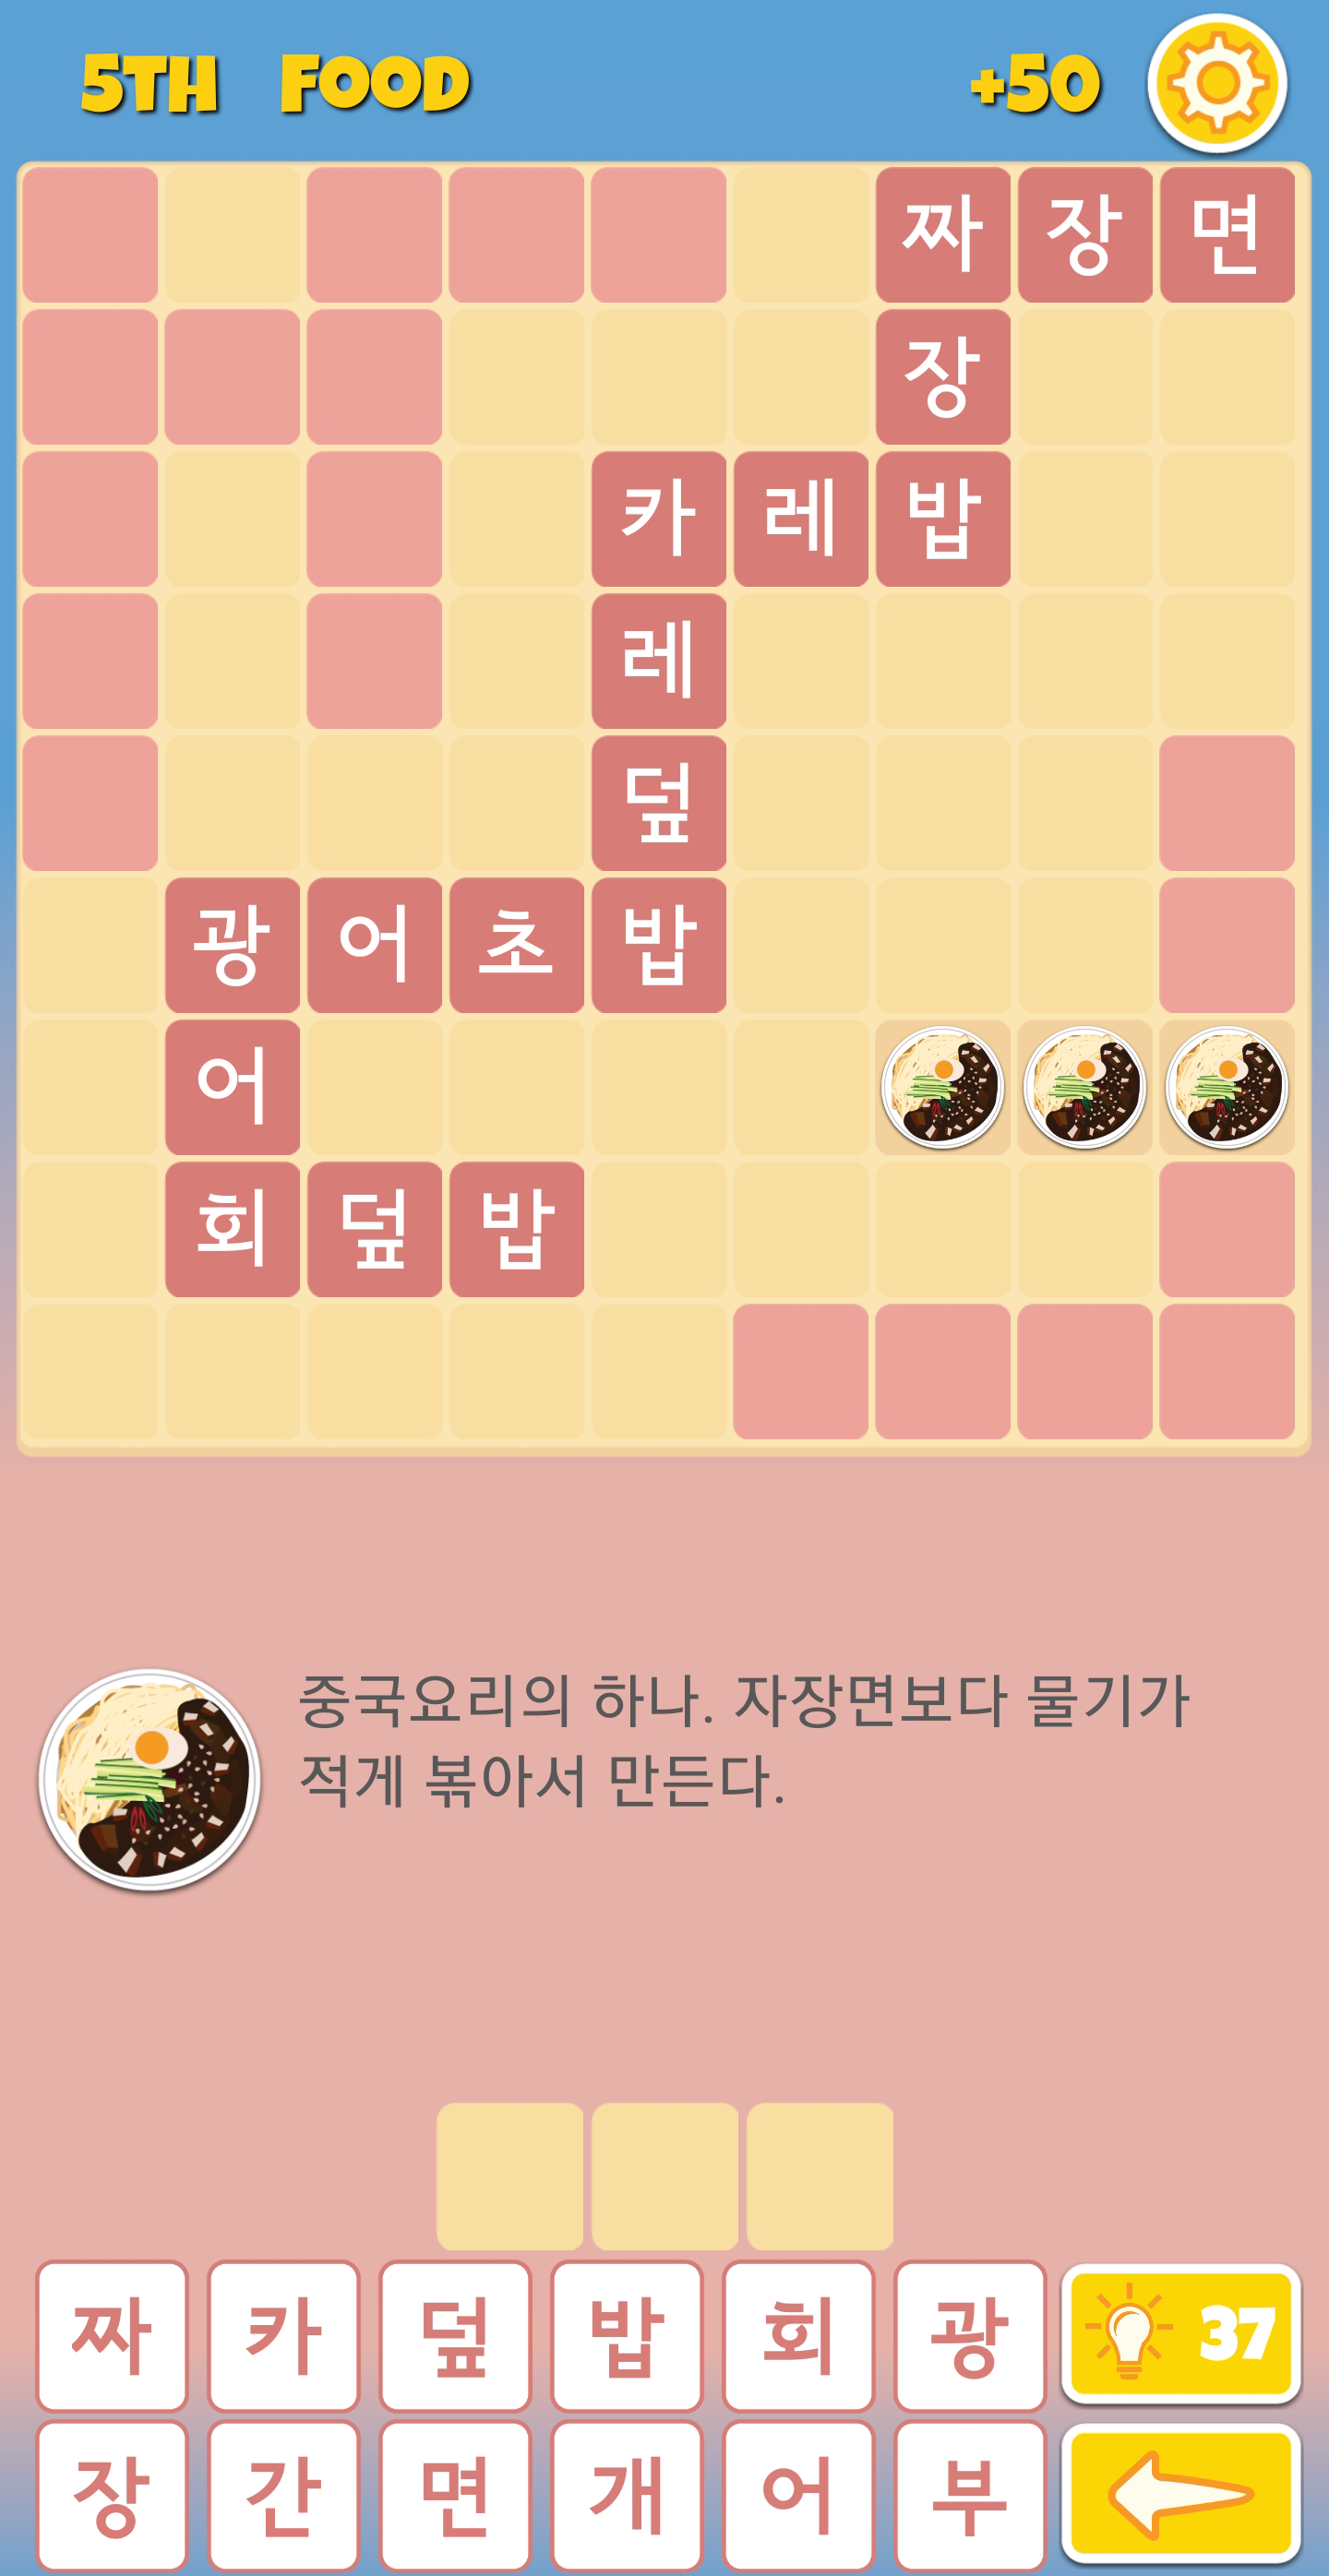 5TH FOOD +50
짜 장 면
장
카 레 밥
레
덮
광 어 초 밥
어
회 덮 밥
중국요리의 하나. 자장면보다 물기가
적게 볶아서 만든다.
짜 카 덮 밥 회 광 37
장 간 면 개 어 부